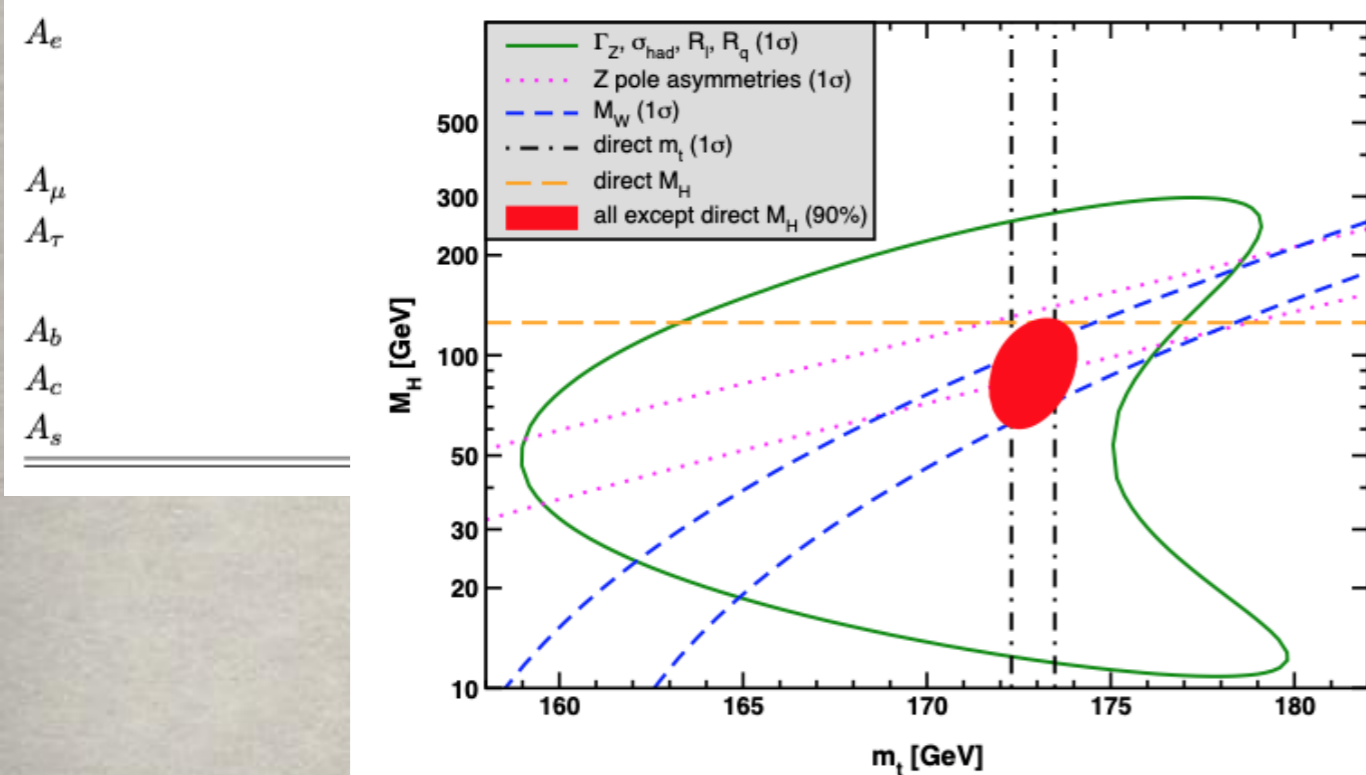 A_e
A_μ
A_τ
A_b
A_c
A_s
Γ_Z, σ_had, R_l, R_q (1σ)
Z pole asymmetries (1σ)
M_W (1σ)
direct m_t (1σ)
direct M_H
all except direct M_H (90%)
500
300
200
100
50
30
20
10
M_H [GeV]
160 165 170 175 180
m_t [GeV]